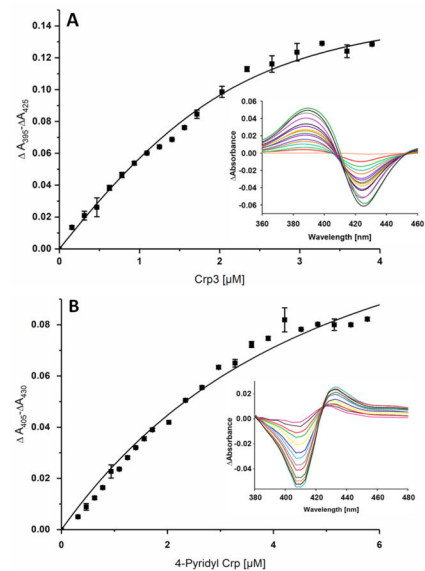 A
Δ A395-ΔA425
0.14
0.12
0.10
0.08
0.06
0.04
0.02
0.00
0 1 2 3 4
Crp3 [µM]
ΔAbsorbance
0.06
0.04
0.02
0
-0.02
-0.04
-0.06
360 380 400 420 440 460
Wavelength [nm]
B
Δ A405-ΔA430
0.08
0.06
0.04
0.02
0.00
0 2 4 6
4-Pyridyl Crp [µM]
ΔAbsorbance
0.02
0.00
-0.02
-0.04
380 400 420 440 460 480
Wavelength [nm]